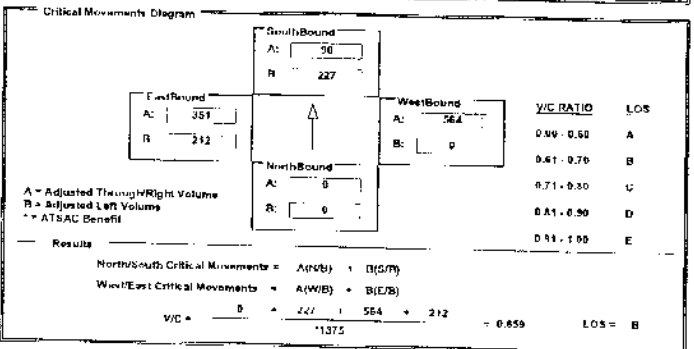 Critical Movements Diagram
SouthBound
A: 90
B: 227
EastBound
A: 351
B: 212
WestBound
A: 564
B: 0
NorthBound
A: 0
B: 0
V/C RATIO LOS
0.00 - 0.60 A
0.61 - 0.70 B
0.71 - 0.80 C
0.81 - 0.90 D
0.91 - 1.00 E
A = Adjusted Through/Right Volume
B = Adjusted Left Volume
* = ATSAC Benefit
Results
North/South Critical Movements = A(N/B) + B(S/B)
West/East Critical Movements = A(W/B) + B(E/B)
V/C = 0 + 227 + 564 + 212
*1375
= 0.659 LOS = B